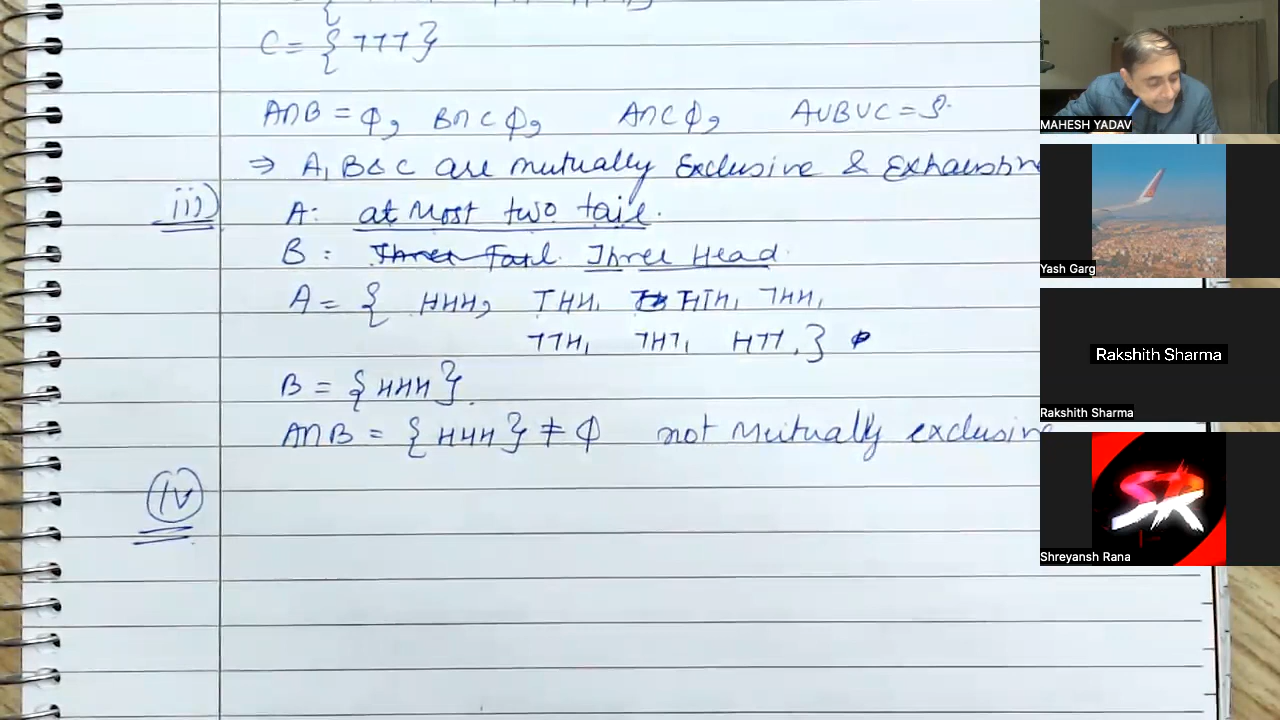 C = { TTT }
A∩B = φ, B∩C φ, A∩C φ, A∪B∪C = S.
⇒ A, B & C are mutually Exclusive & Exhaustive
iii) A: at Most two tail.
B: Three Tail. Three Head.
A = { HHH, THH, HTH, THH,
TTH, THT, HTT, } φ
B = { HHH }.
A∩B = { HHH } ≠ φ not Mutually exclusive
iv
MAHESH YADAV
Yash Garg
Rakshith Sharma
Rakshith Sharma
SR
Shreyansh Rana